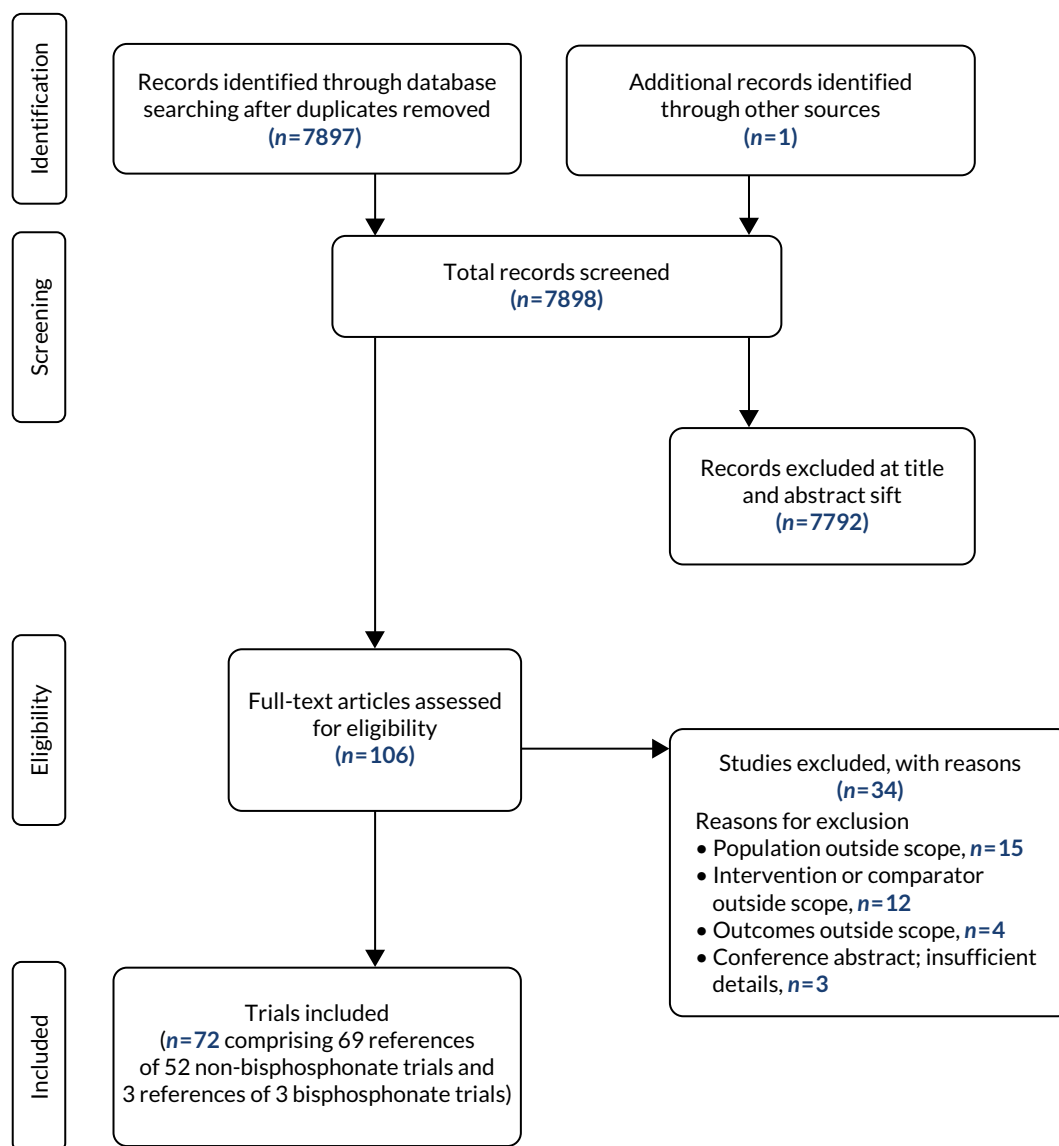 Identification
Records identified through database
searching after duplicates removed
(n=7897)
Additional records identified
through other sources
(n=1)
Screening
Total records screened
(n=7898)
Records excluded at title
and abstract sift
(n=7792)
Eligibility
Full-text articles assessed
for eligibility
(n=106)
Studies excluded, with reasons
(n=34)
Reasons for exclusion
• Population outside scope, n=15
• Intervention or comparator
outside scope, n=12
• Outcomes outside scope, n=4
• Conference abstract; insufficient
details, n=3
Included
Trials included
(n=72 comprising 69 references
of 52 non-bisphosphonate trials and
3 references of 3 bisphosphonate trials)